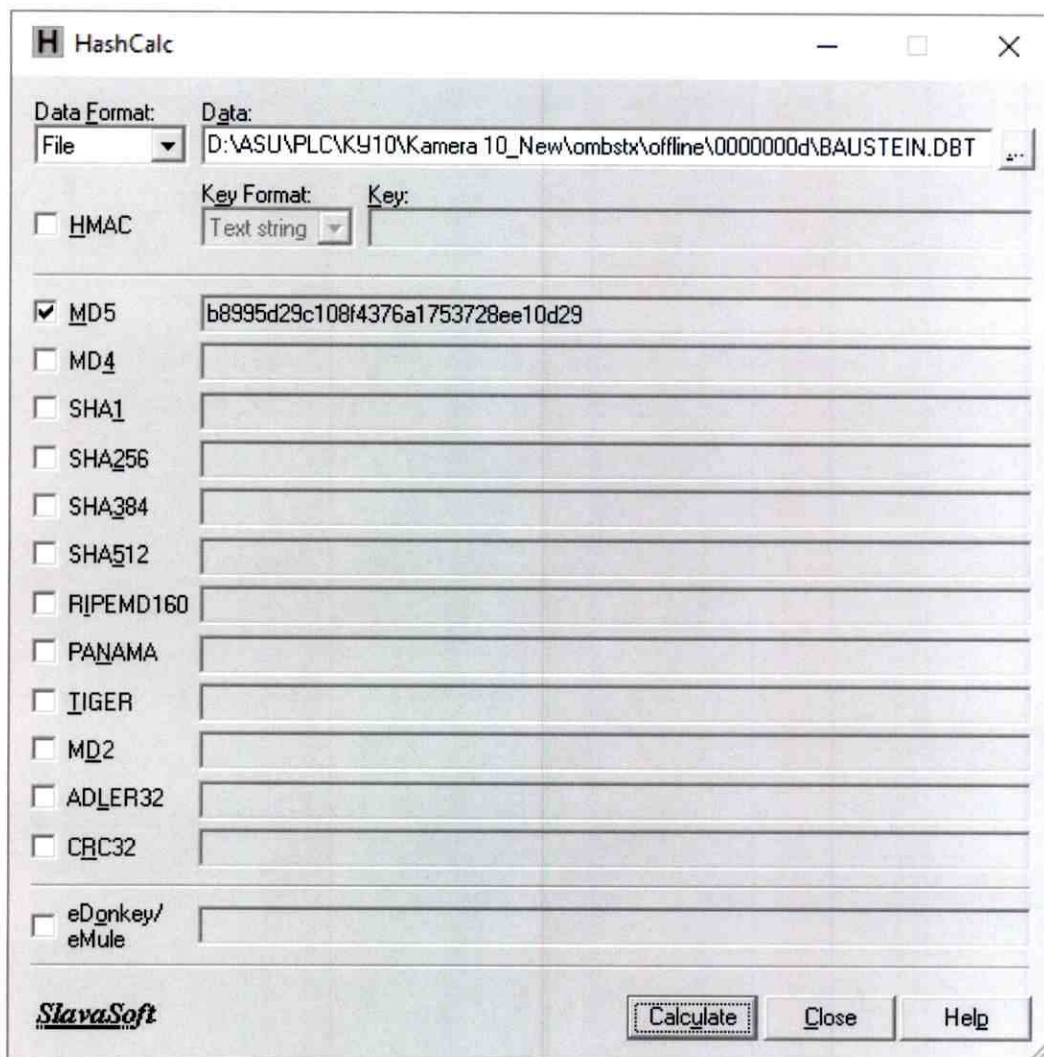 H HashCalc
Data Format: Data:
File D:\ASU\PLC\КУ10\Kamera 10_New\ombstx\offline\0000000d\BAUSTEIN.DBT ...
Key Format: Key:
HMAC Text string
MD5 b8995d29c108f4376a1753728ee10d29
MD4
SHA1
SHA256
SHA384
SHA512
RIPEMD160
PANAMA
TIGER
MD2
ADLER32
CRC32
eDonkey/
eMule
SlavaSoft Calculate Close Help